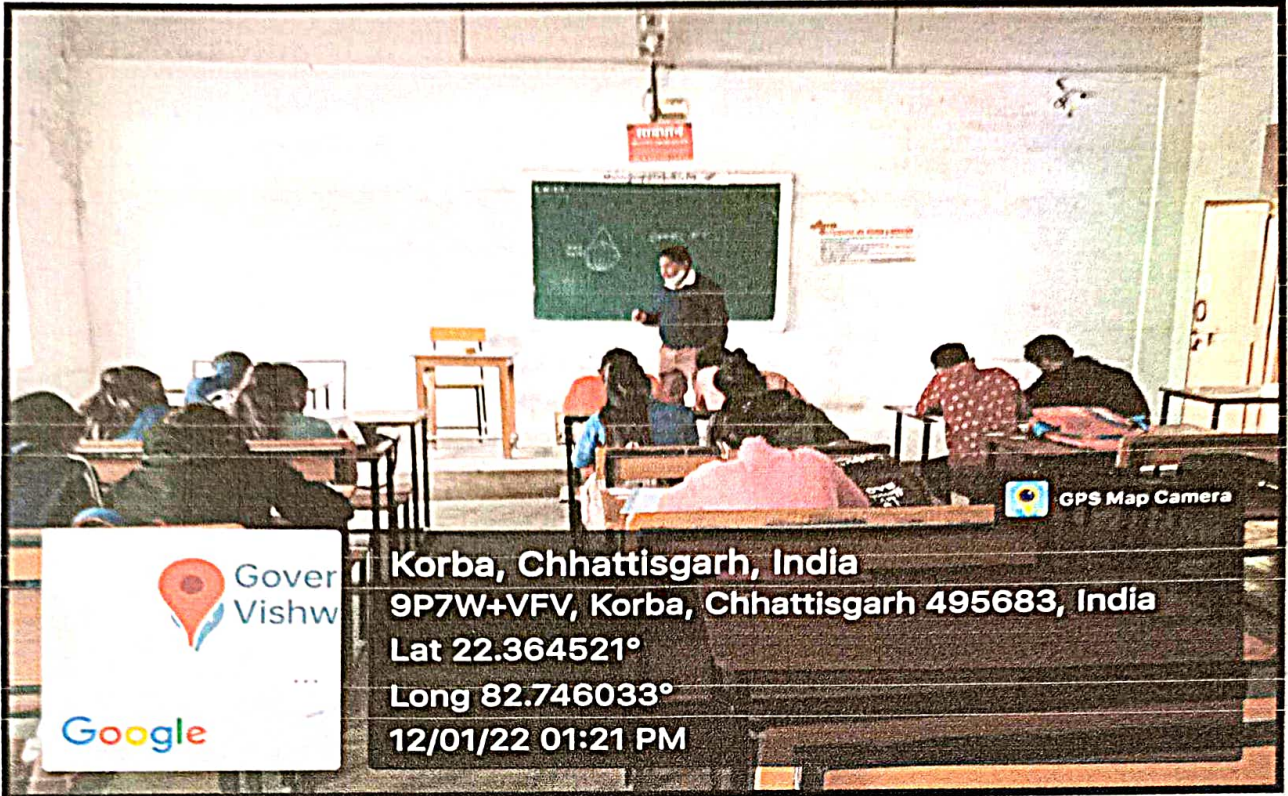 सावधान
GPS Map Camera
Gover
Vishw
...
Google
Korba, Chhattisgarh, India
9P7W+VFV, Korba, Chhattisgarh 495683, India
Lat 22.364521°
Long 82.746033°
12/01/22 01:21 PM